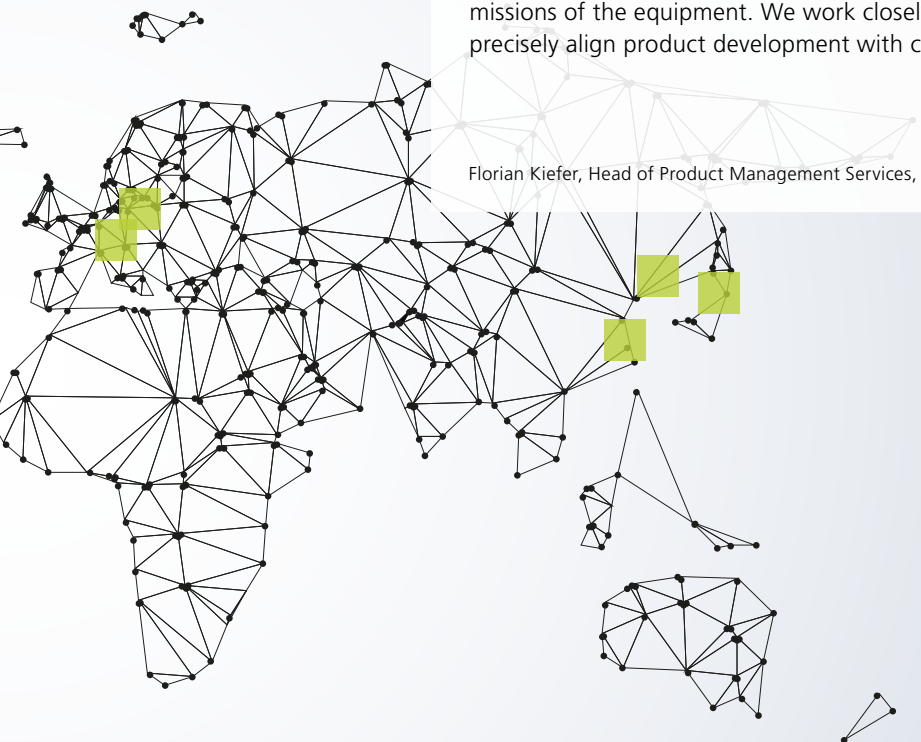 missions of the equipment. We work closel
precisely align product development with c
Florian Kiefer, Head of Product Management Services,